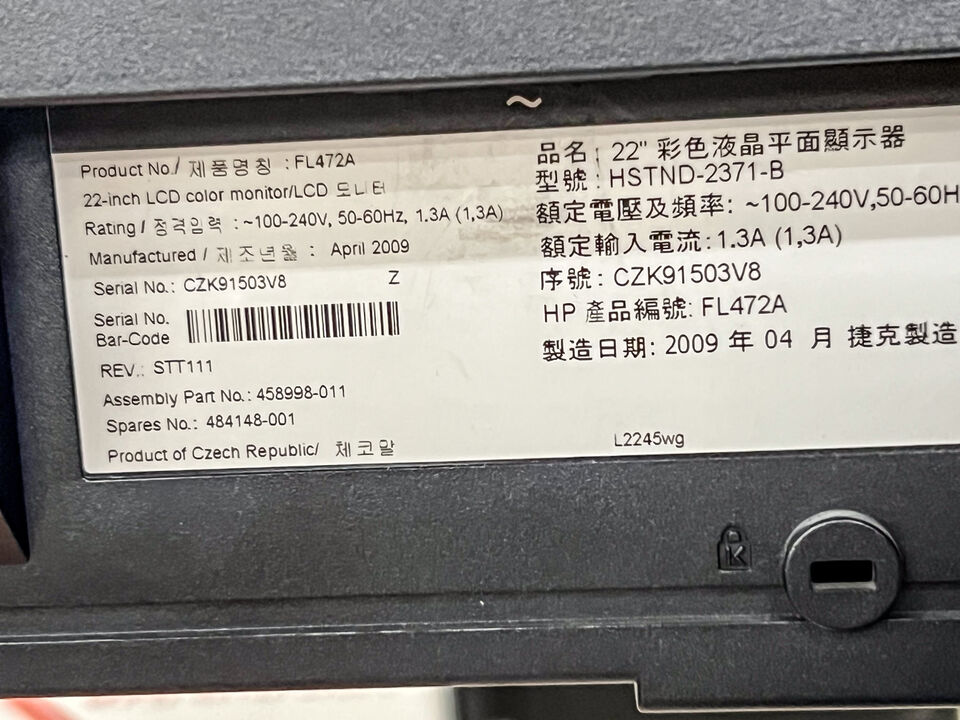 ~
Product No./ 제품명칭 : FL472A
22-inch LCD color monitor/LCD 모니터
Rating / 정격입력 : ~100-240V, 50-60Hz, 1.3A (1,3A)
Manufactured / 제조년월 : April 2009
Serial No.: CZK91503V8 Z
Serial No.
Bar-Code
REV.: STT111
Assembly Part No.: 458998-011
Spares No.: 484148-001
Product of Czech Republic/ 체코말
品名: 22" 彩色液晶平面顯示器
型號: HSTND-2371-B
額定電壓及頻率: ~100-240V,50-60H
額定輸入電流: 1.3A (1,3A)
序號: CZK91503V8
HP 產品編號: FL472A
製造日期: 2009 年 04 月 捷克製造
L2245wg
K